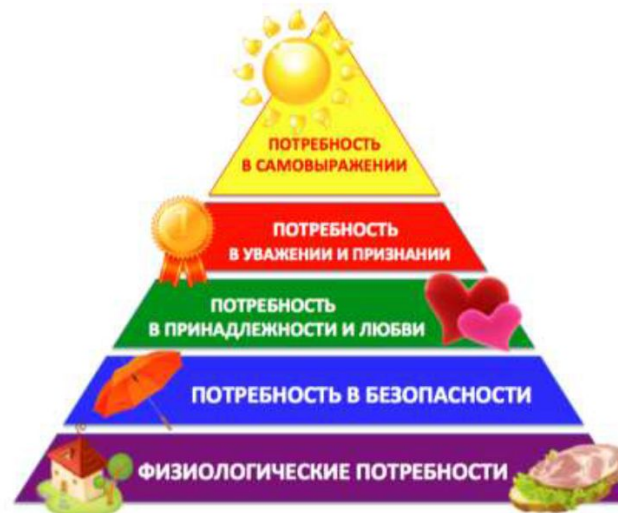 ПОТРЕБНОСТЬ
В САМОВЫРАЖЕНИИ
ПОТРЕБНОСТЬ
В УВАЖЕНИИ И ПРИЗНАНИИ
ПОТРЕБНОСТЬ
В ПРИНАДЛЕЖНОСТИ И ЛЮБВИ
ПОТРЕБНОСТЬ В БЕЗОПАСНОСТИ
ФИЗИОЛОГИЧЕСКИЕ ПОТРЕБНОСТИ